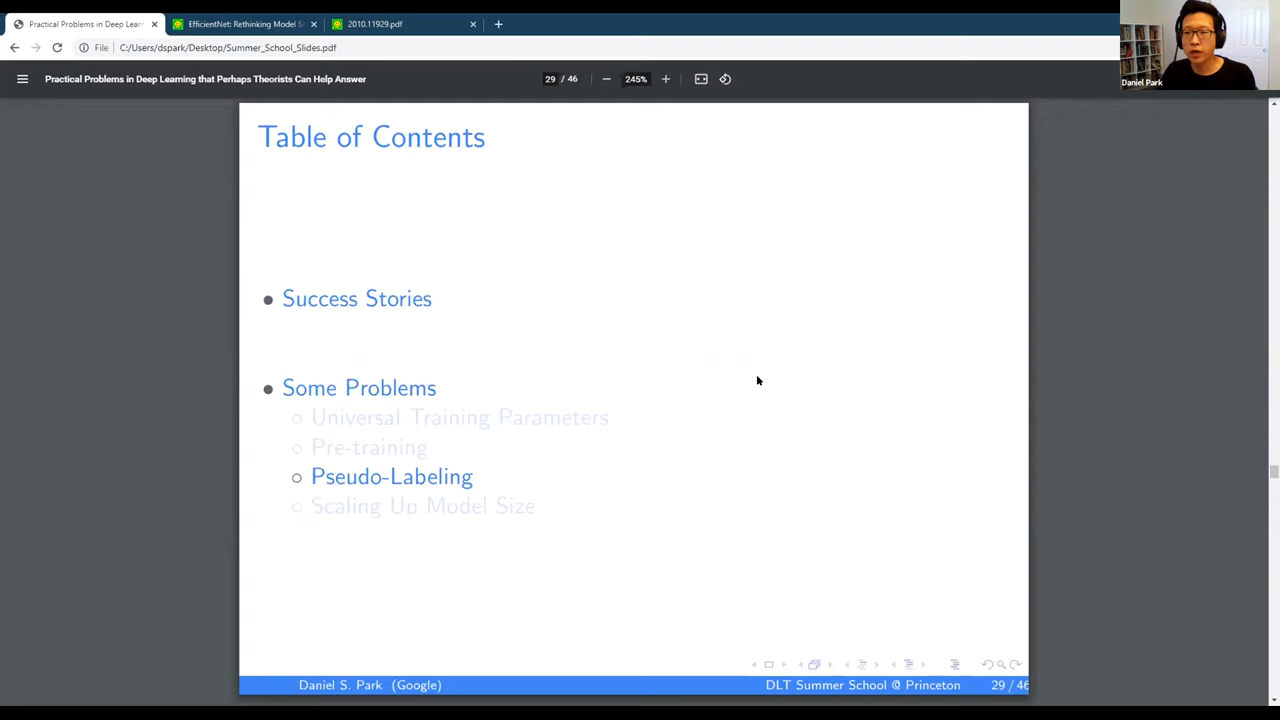 Practical Problems in Deep Lear
EfficientNet: Rethinking Model S
2010.11929.pdf
File
C:/Users/dspark/Desktop/Summer_School_Slides.pdf
Practical Problems in Deep Learning that Perhaps Theorists Can Help Answer
29 / 46
245%
Daniel Park
Table of Contents
Success Stories
Some Problems
Universal Training Parameters
Pre-training
Pseudo-Labeling
Scaling Up Model Size
Daniel S. Park (Google)
DLT Summer School @ Princeton
29 / 46